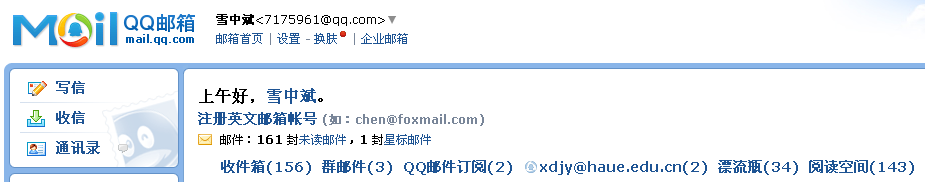 Mail QQ邮箱 mail.qq.com
雪中斌<7175961@qq.com>▼
邮箱首页 | 设置 - 换肤 | 企业邮箱
写信
收信
通讯录
上午好，雪中斌。
注册英文邮箱帐号 (如：chen@foxmail.com)
邮件：161 封未读邮件，1 封星标邮件
收件箱(156) 群邮件(3) QQ邮件订阅(2) xdjy@haue.edu.cn(2) 漂流瓶(34) 阅读空间(143)